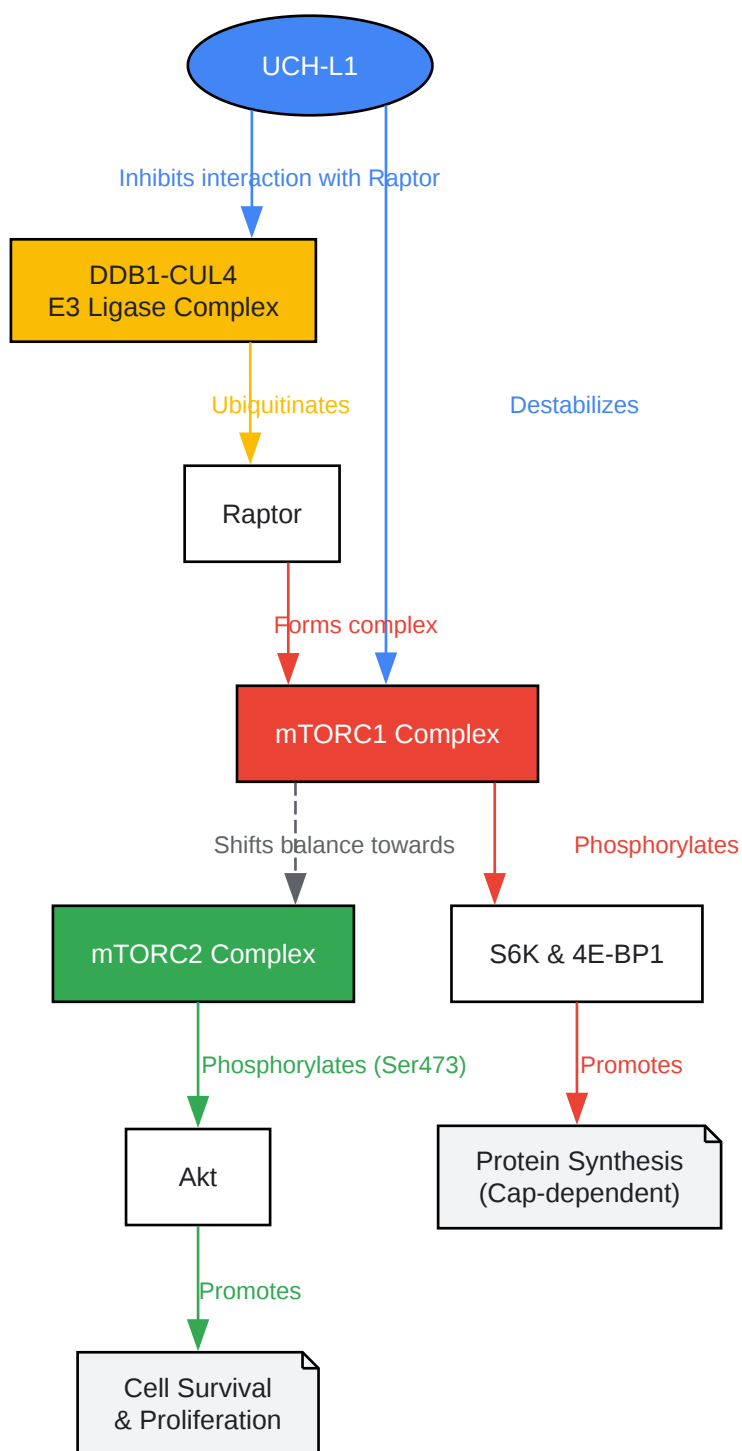 UCH-L1
Inhibits interaction with Raptor
DDB1-CUL4
E3 Ligase Complex
Ubiquitinates
Destabilizes
Raptor
Forms complex
mTORC1 Complex
Shifts balance towards
Phosphorylates
mTORC2 Complex
S6K & 4E-BP1
Phosphorylates (Ser473)
Promotes
Akt
Protein Synthesis
(Cap-dependent)
Promotes
Cell Survival
& Proliferation